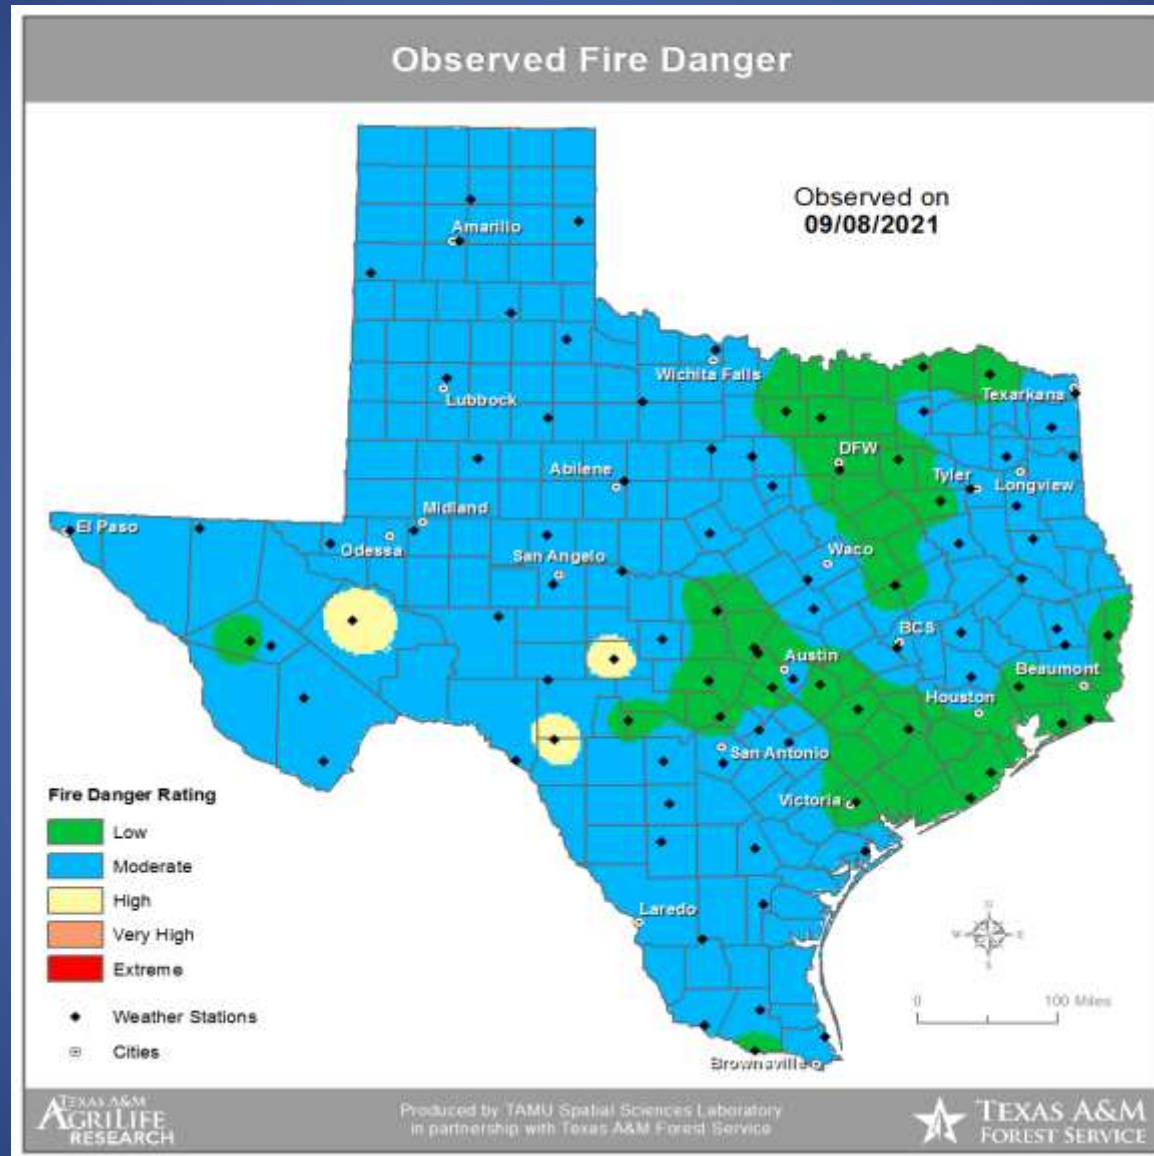 Observed Fire Danger
Observed on
09/08/2021
Amarillo
Wichita Falls
Lubbock
Texarkana
DFW
Abilene
Tyler
Longview
Midland
El Paso
Odessa
San Angelo
Waco
BCS
Austin
Beaumont
Houston
San Antonio
Victoria
Laredo
Brownsville
Fire Danger Rating
Low
Moderate
High
Very High
Extreme
Weather Stations
Cities
N
W
E
S
0 100 Miles
TEXAS A&M
AGRILIFE
RESEARCH
Produced by TAMU Spatial Sciences Laboratory
in partnership with Texas A&M Forest Service
TEXAS A&M
FOREST SERVICE